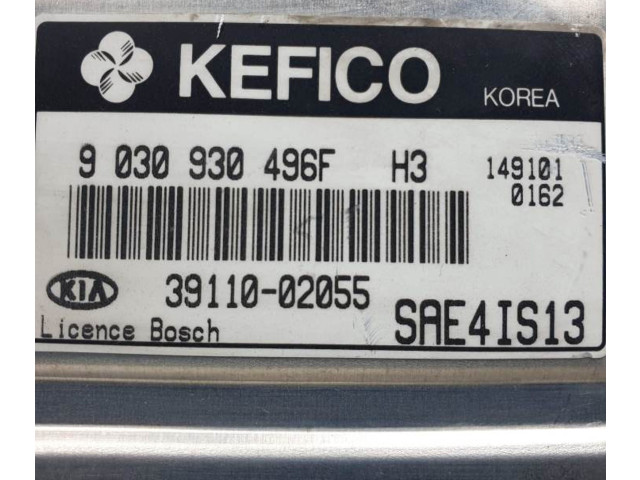 KEFICO KOREA
9 030 930 496F H3 149101
0162
KIA 39110-02055
Licence Bosch SAE4IS13